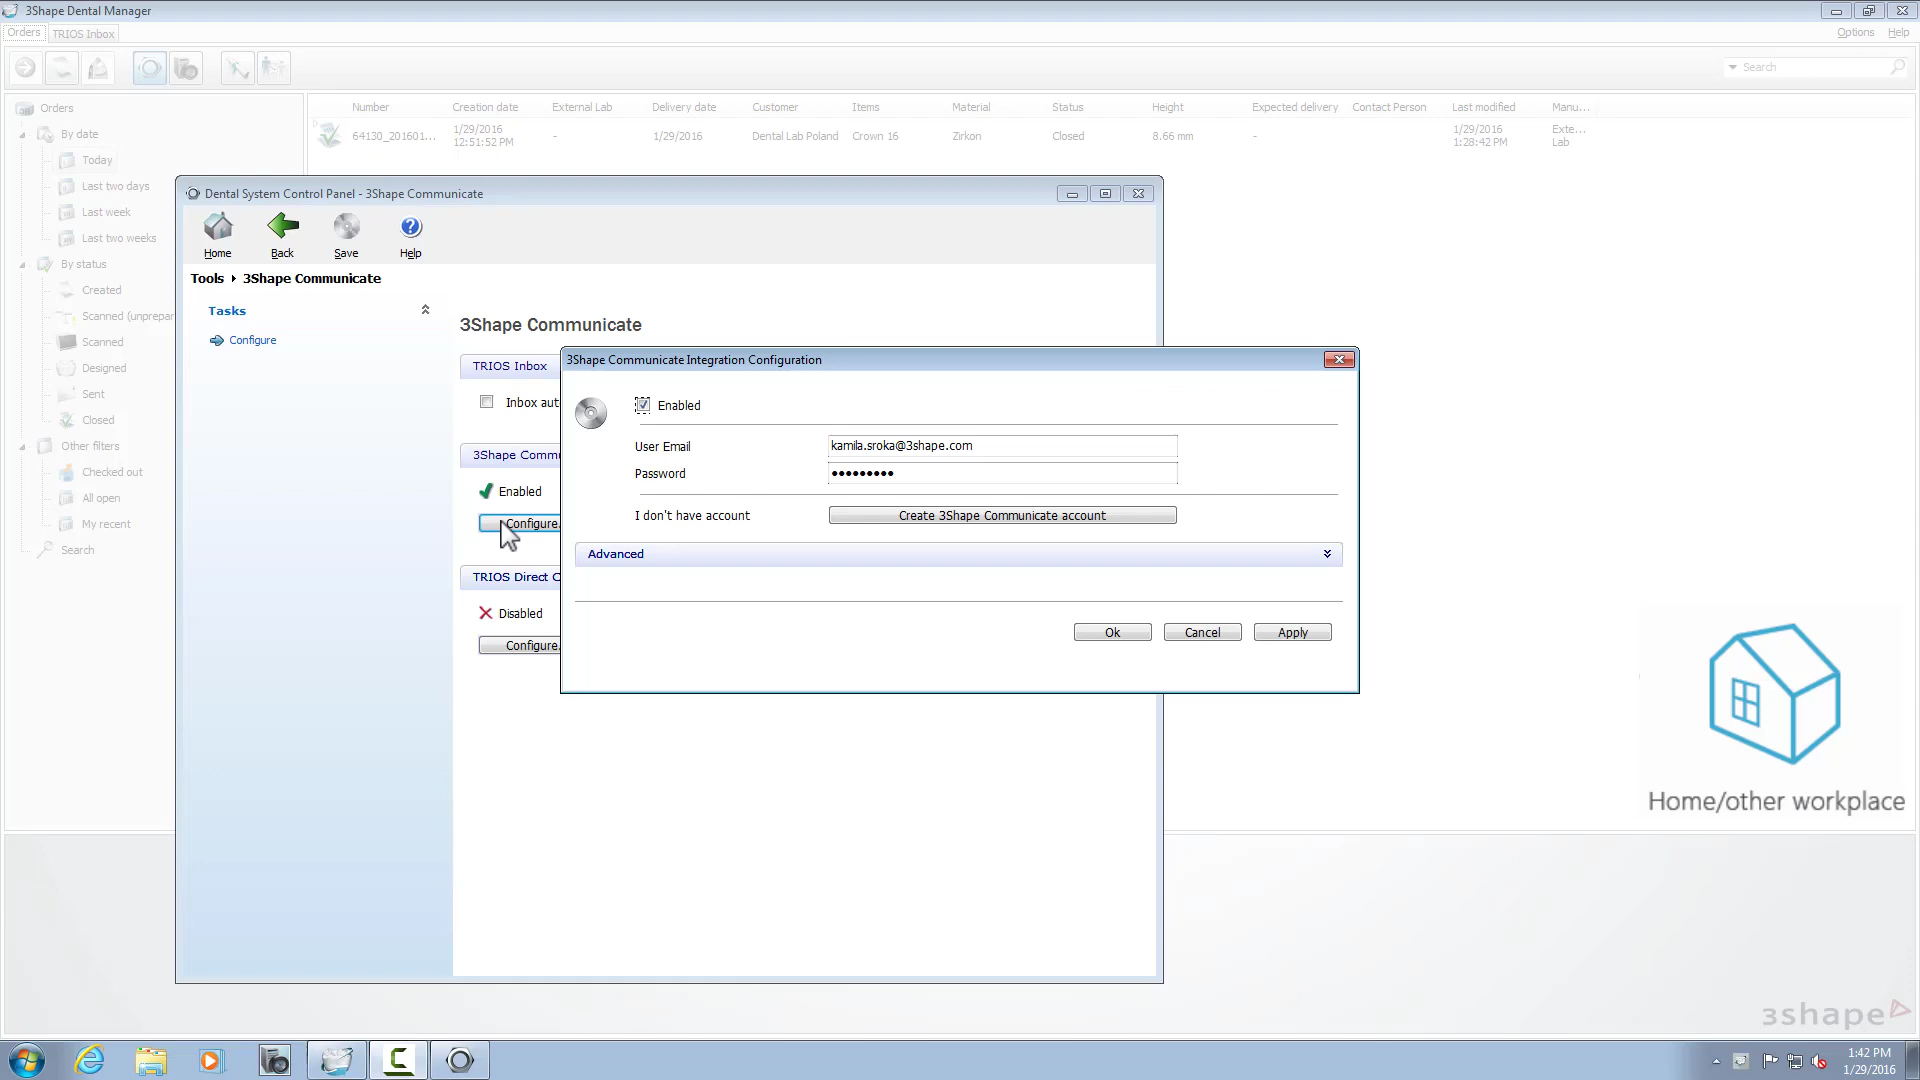 3Shape Dental Manager
Orders
TRIOS Inbox
Options
Help
Search
Orders
By date
Today
Last two days
Last week
Last two weeks
By status
Created
Scanned (unprepar
Scanned
Designed
Sent
Closed
Other filters
Checked out
All open
My recent
Search
Number
Creation date
External Lab
Delivery date
Customer
Items
Material
Status
Height
Expected delivery
Contact Person
Last modified
Manu...
64130_201601...
1/29/2016
12:51:52 PM
-
1/29/2016
Dental Lab Poland
Crown 16
Zirkon
Closed
8.66 mm
-
1/29/2016
1:28:42 PM
Exte...
Lab
Dental System Control Panel - 3Shape Communicate
Home
Back
Save
Help
Tools
3Shape Communicate
Tasks
Configure
3Shape Communicate
TRIOS Inbox
Inbox aut
3Shape Commu
Enabled
Configure.
TRIOS Direct C
Disabled
Configure.
3Shape Communicate Integration Configuration
Enabled
User Email
kamila.sroka@3shape.com
Password
●●●●●●●●●
I don't have account
Create 3Shape Communicate account
Advanced
Ok
Cancel
Apply
Home/other workplace
3shape
1:42 PM
1/29/2016